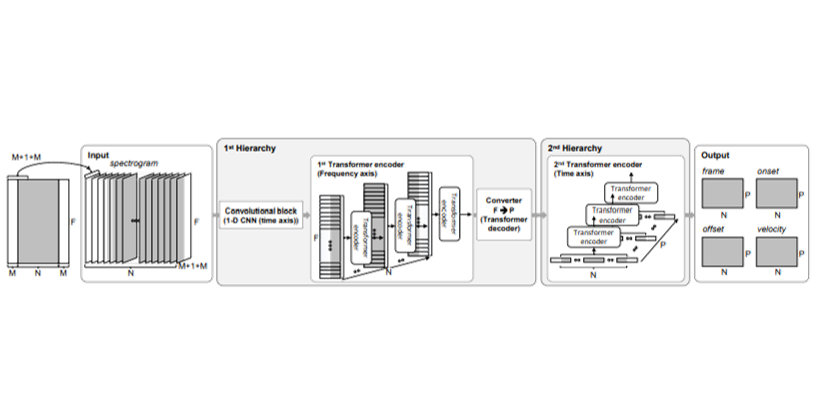 M+1+M
F
M N M
Input
spectrogram
F
M+1+M
N
1st Hierarchy
Convolutional block
(1-D CNN (time axis))
1st Transformer encoder
(Frequency axis)
F
Transformer
encoder
Transformer
encoder
Transformer
encoder
N
Converter
F → P
(Transformer
decoder)
2nd Hierarchy
2nd Transformer encoder
(Time axis)
Transformer
encoder
Transformer
encoder
Transformer
encoder
P
N
Output
frame onset
P P
N N
offset velocity
P P
N N